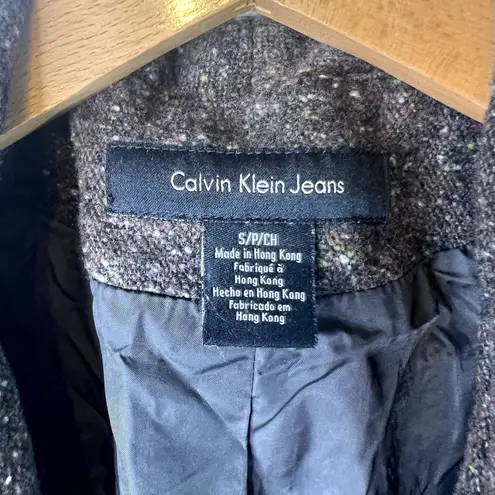 Calvin Klein Jeans
S/P/CH
Made in Hong Kong
Fabriqué à
Hong Kong
Hecho en Hong Kong
Fabricado em
Hong Kong